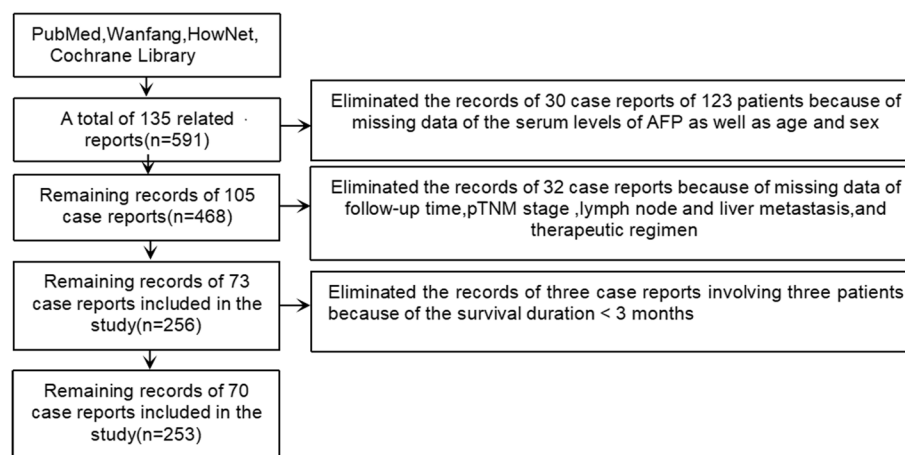 PubMed,Wanfang,HowNet,
Cochrane Library
A total of 135 related
reports(n=591)
Eliminated the records of 30 case reports of 123 patients because of
missing data of the serum levels of AFP as well as age and sex
Remaining records of 105
case reports(n=468)
Eliminated the records of 32 case reports because of missing data of
follow-up time,pTNM stage ,lymph node and liver metastasis,and
therapeutic regimen
Remaining records of 73
case reports included in the
study(n=256)
Eliminated the records of three case reports involving three patients
because of the survival duration < 3 months
Remaining records of 70
case reports included in the
study(n=253)